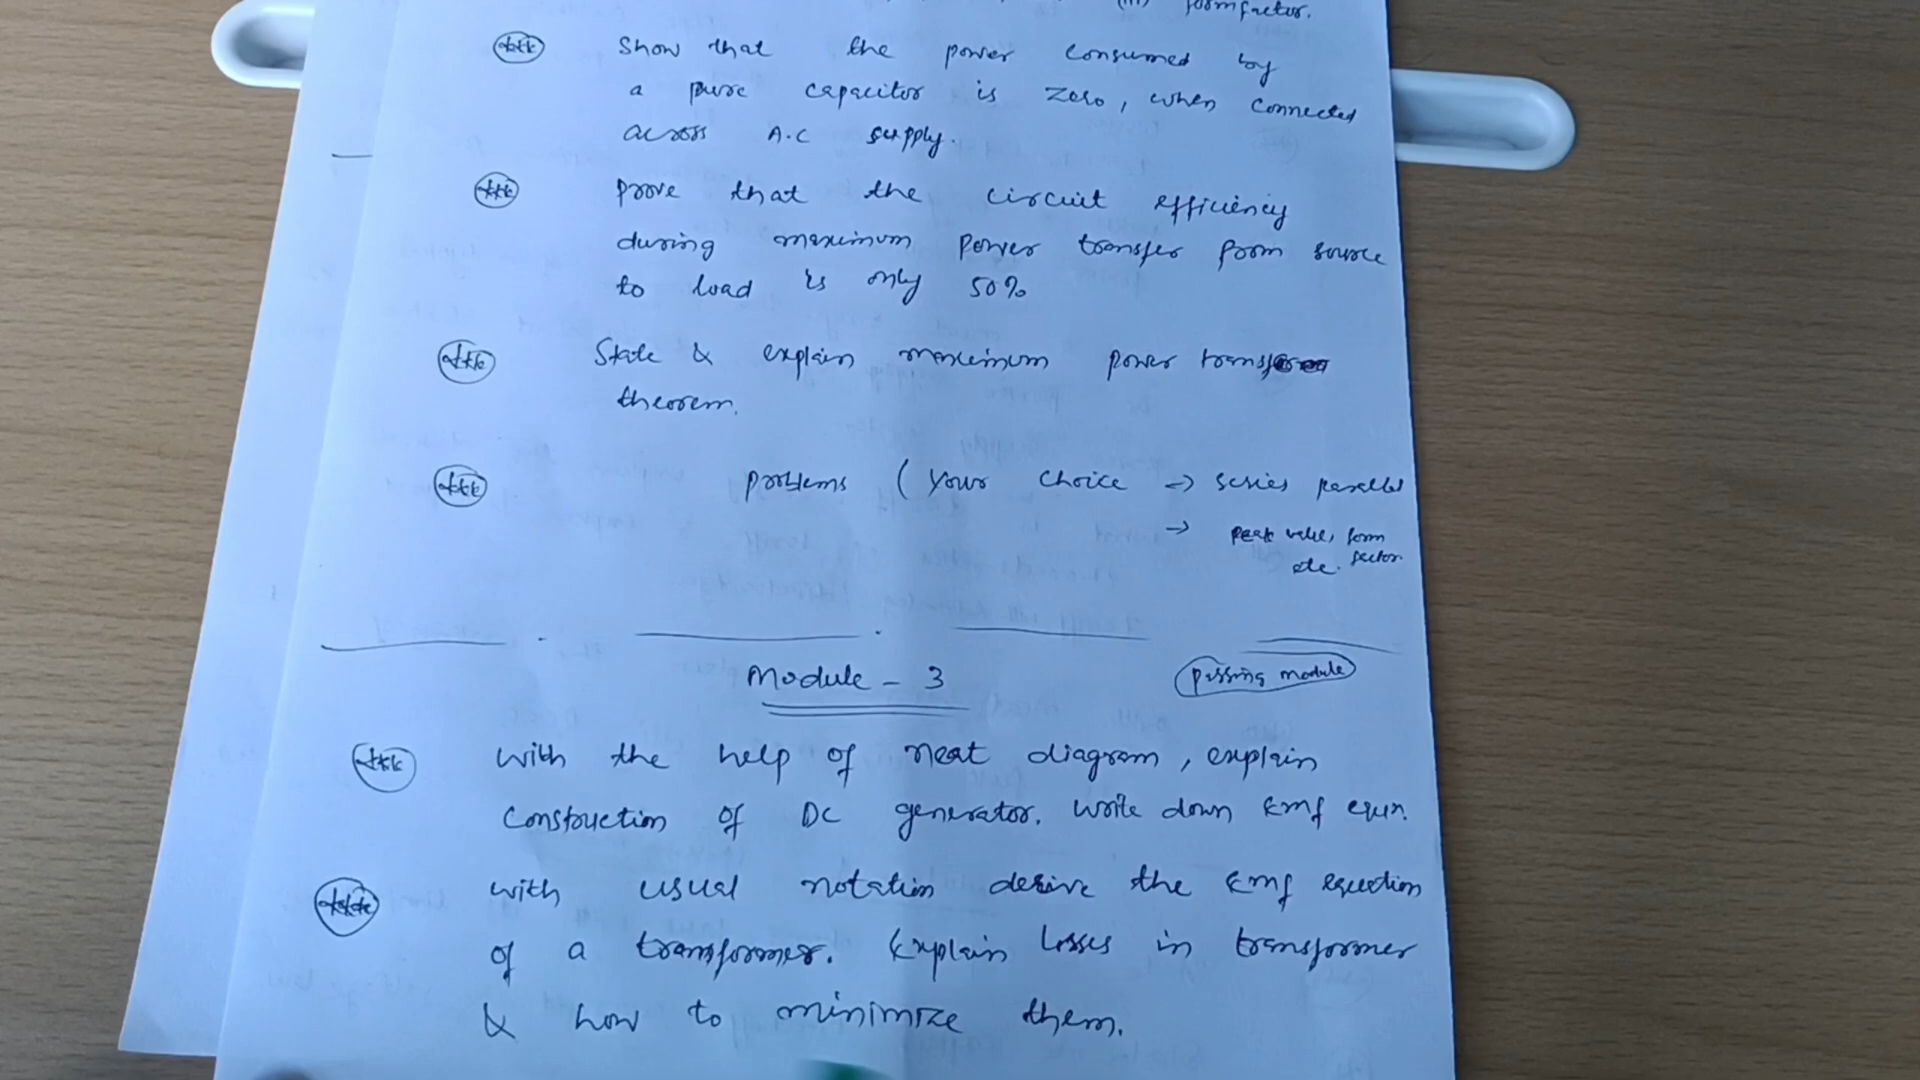 (iii) formfactor.
*** Show that the power consumed by
a pure capacitor is zero, when connected
across A.C supply.
*** prove that the circuit efficiency
during maximum power transfer from source
to load is only 50%
*** State & explain maximum power transfer
theorem.
*** problems ( your choice → series parallel
→ peak value, form
etc. factor.
Module - 3 passing module
*** with the help of neat diagram, explain
construction of DC generator. write down Emf eqn.
*** with usual notation derive the Emf equation
of a transformer. Explain losses in transformer
& how to minimize them.